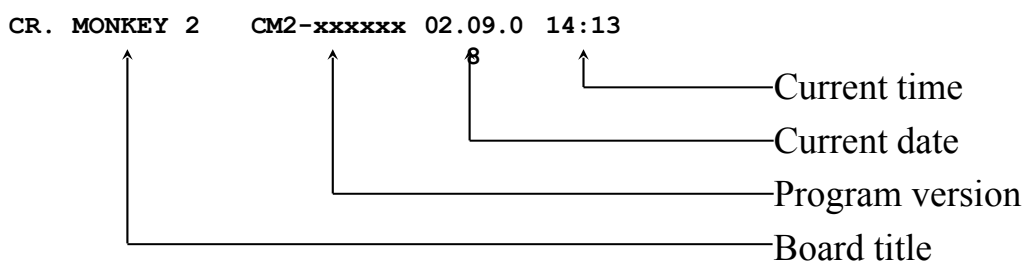 CR. MONKEY 2 CM2-xxxxxx 02.09.0 14:13
8
Current time
Current date
Program version
Board title